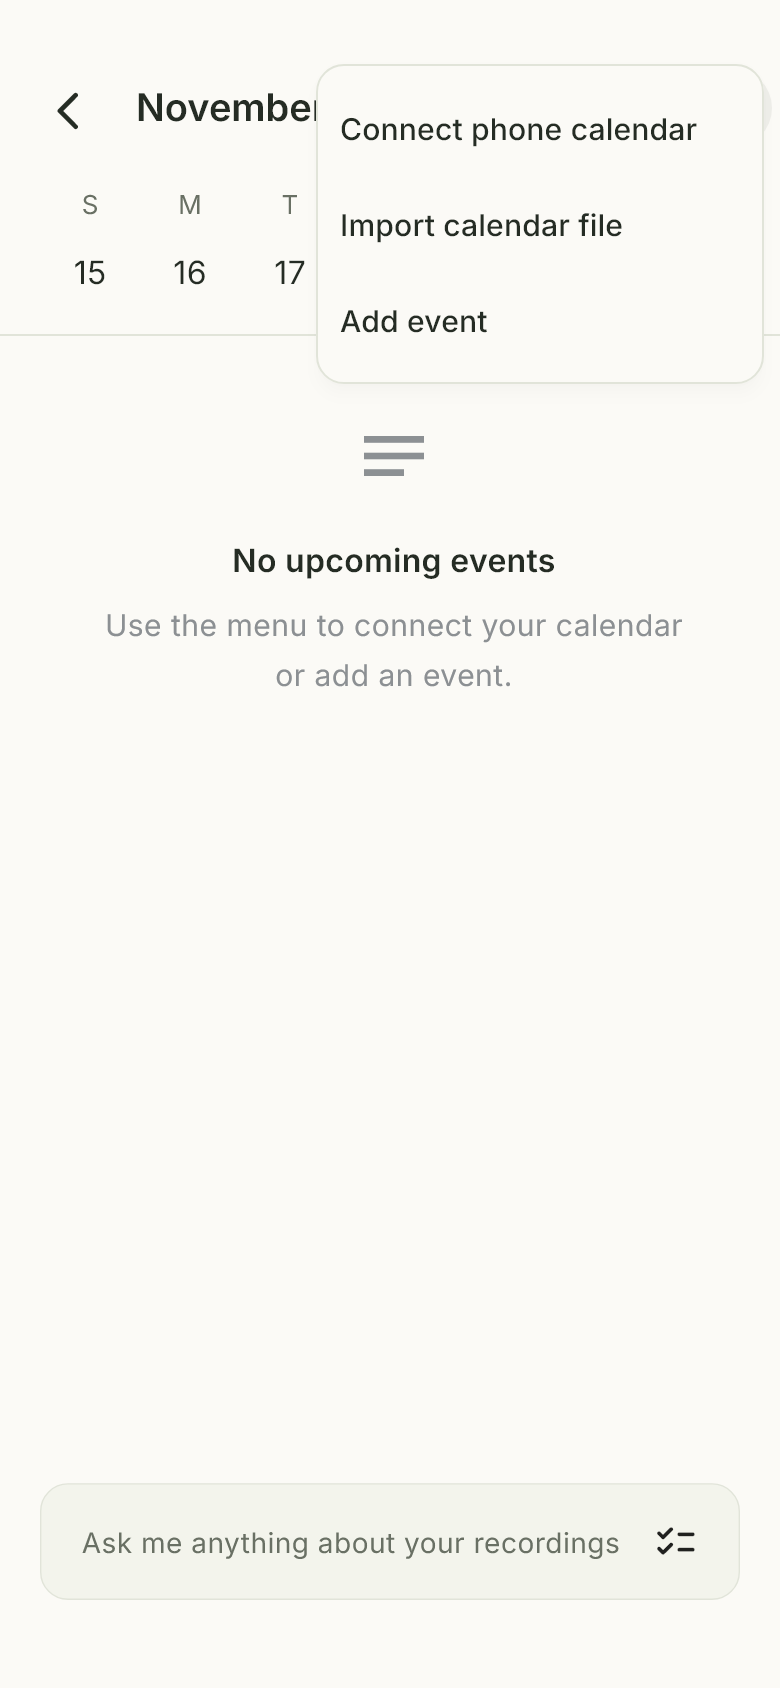 November
Connect phone calendar
Import calendar file
Add event
S M T
15 16 17
No upcoming events
Use the menu to connect your calendar
or add an event.
Ask me anything about your recordings